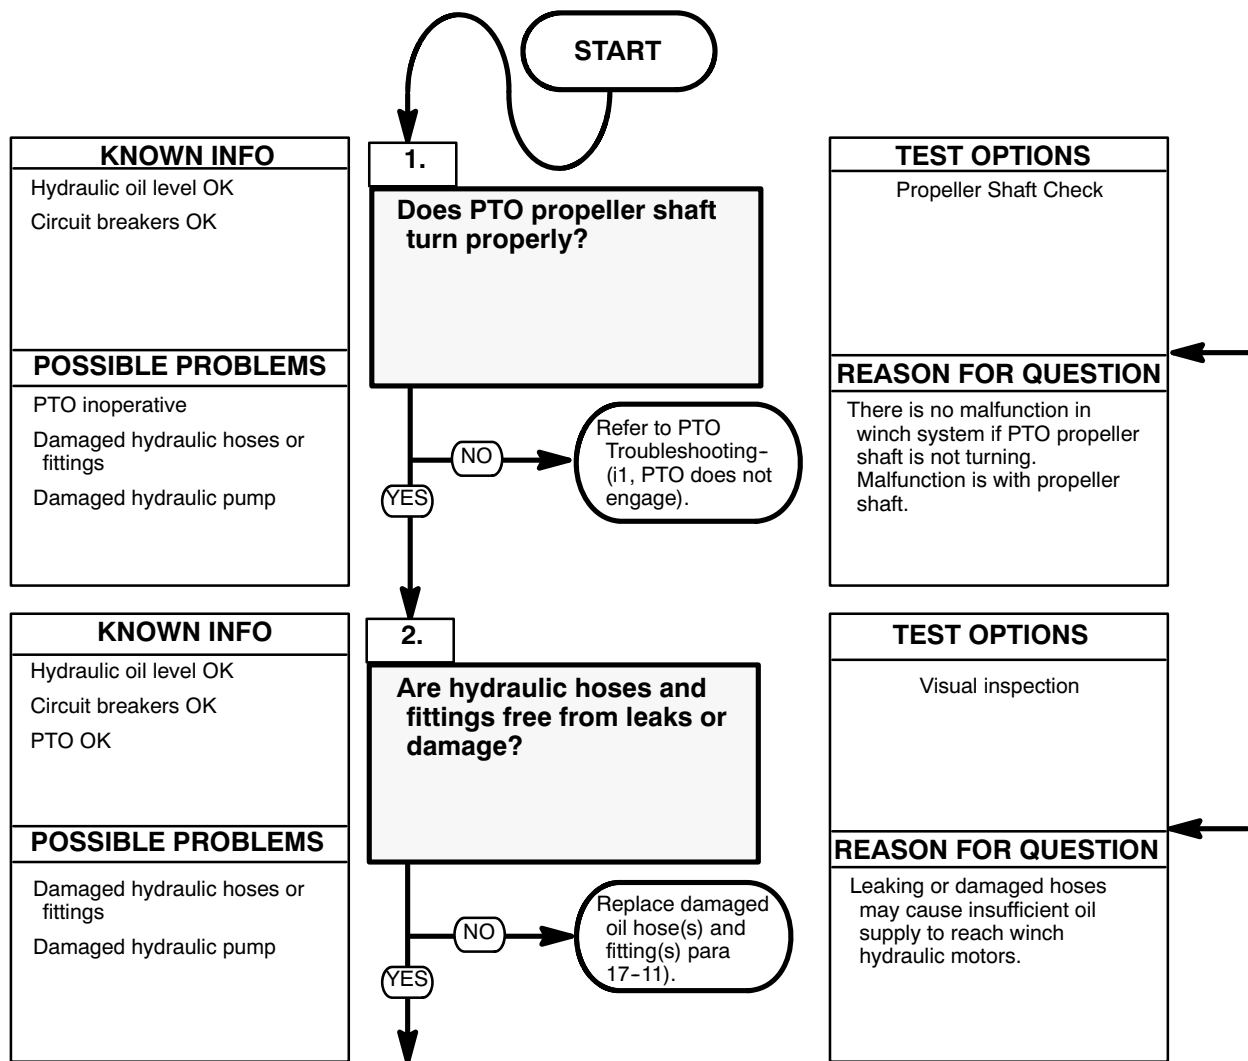 START
KNOWN INFO
Hydraulic oil level OK
Circuit breakers OK
POSSIBLE PROBLEMS
PTO inoperative
Damaged hydraulic hoses or
fittings
Damaged hydraulic pump
1.
Does PTO propeller shaft
turn properly?
NO
Refer to PTO
Troubleshooting-
(i1, PTO does not
engage).
YES
TEST OPTIONS
Propeller Shaft Check
REASON FOR QUESTION
There is no malfunction in
winch system if PTO propeller
shaft is not turning.
Malfunction is with propeller
shaft.
KNOWN INFO
Hydraulic oil level OK
Circuit breakers OK
PTO OK
POSSIBLE PROBLEMS
Damaged hydraulic hoses or
fittings
Damaged hydraulic pump
2.
Are hydraulic hoses and
fittings free from leaks or
damage?
NO
Replace damaged
oil hose(s) and
fitting(s) para
17-11).
YES
TEST OPTIONS
Visual inspection
REASON FOR QUESTION
Leaking or damaged hoses
may cause insufficient oil
supply to reach winch
hydraulic motors.